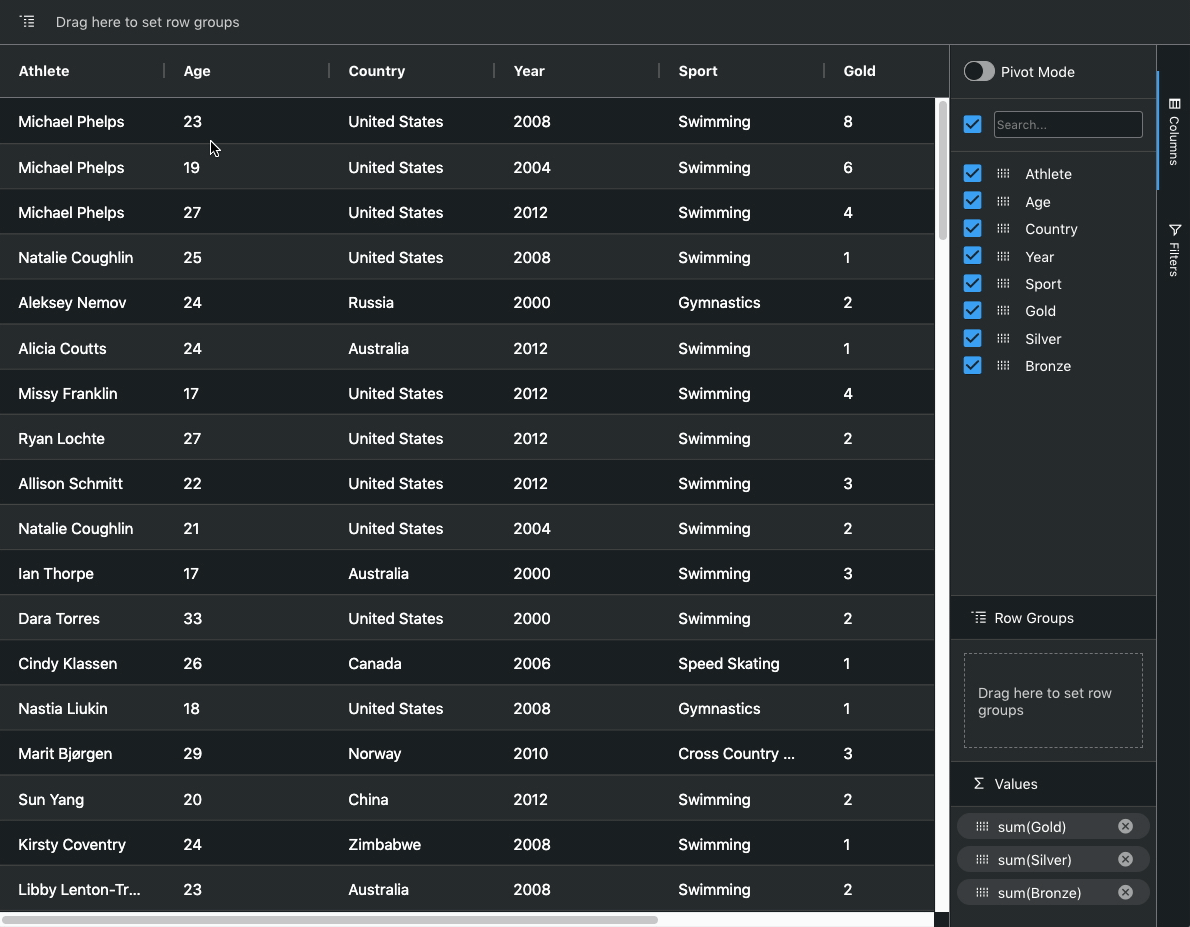 Drag here to set row groups
Athlete Age Country Year Sport Gold
Michael Phelps 23 United States 2008 Swimming 8
Michael Phelps 19 United States 2004 Swimming 6
Michael Phelps 27 United States 2012 Swimming 4
Natalie Coughlin 25 United States 2008 Swimming 1
Aleksey Nemov 24 Russia 2000 Gymnastics 2
Alicia Coutts 24 Australia 2012 Swimming 1
Missy Franklin 17 United States 2012 Swimming 4
Ryan Lochte 27 United States 2012 Swimming 2
Allison Schmitt 22 United States 2012 Swimming 3
Natalie Coughlin 21 United States 2004 Swimming 2
Ian Thorpe 17 Australia 2000 Swimming 3
Dara Torres 33 United States 2000 Swimming 2
Cindy Klassen 26 Canada 2006 Speed Skating 1
Nastia Liukin 18 United States 2008 Gymnastics 1
Marit Bjørgen 29 Norway 2010 Cross Country ... 3
Sun Yang 20 China 2012 Swimming 2
Kirsty Coventry 24 Zimbabwe 2008 Swimming 1
Libby Lenton-Tr... 23 Australia 2008 Swimming 2
Pivot Mode
Search...
Athlete
Age
Country
Year
Sport
Gold
Silver
Bronze
Row Groups
Drag here to set row
groups
Σ Values
sum(Gold)
sum(Silver)
sum(Bronze)
Columns
Filters